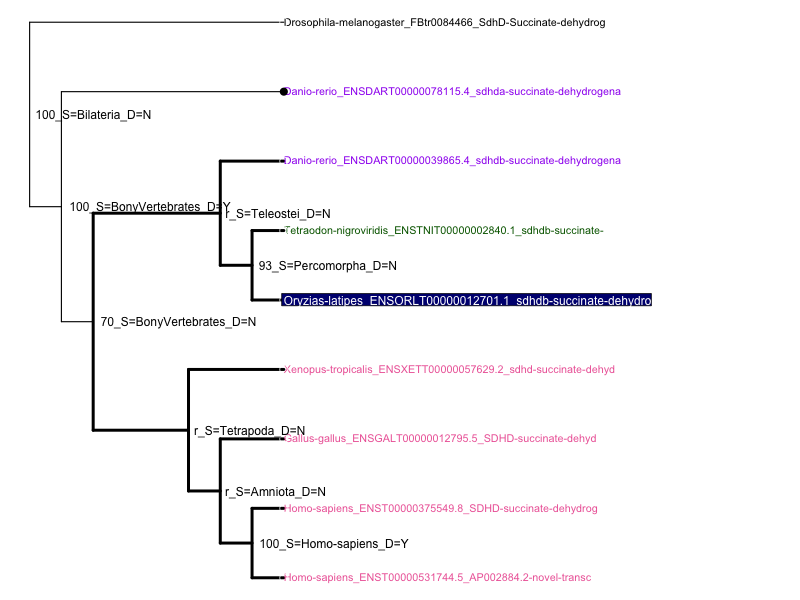 Drosophila-melanogaster_FBtr0084466_SdhD-Succinate-dehydrog
Danio-rerio_ENSDART00000078115.4_sdhda-succinate-dehydrogena
100_S=Bilateria_D=N
Danio-rerio_ENSDART00000039865.4_sdhdb-succinate-dehydrogena
100_S=BonyVertebrates_D=Y
r_S=Teleostei_D=N
Tetraodon-nigroviridis_ENSTNIT00000002840.1_sdhdb-succinate-
93_S=Percomorpha_D=N
Oryzias-latipes_ENSORLT00000012701.1_sdhdb-succinate-dehydro
70_S=BonyVertebrates_D=N
Xenopus-tropicalis_ENSXETT00000057629.2_sdhd-succinate-dehyd
r_S=Tetrapoda_D=N
Gallus-gallus_ENSGALT00000012795.5_SDHD-succinate-dehyd
r_S=Amniota_D=N
Homo-sapiens_ENST00000375549.8_SDHD-succinate-dehydrog
100_S=Homo-sapiens_D=Y
Homo-sapiens_ENST00000531744.5_AP002884.2-novel-transc